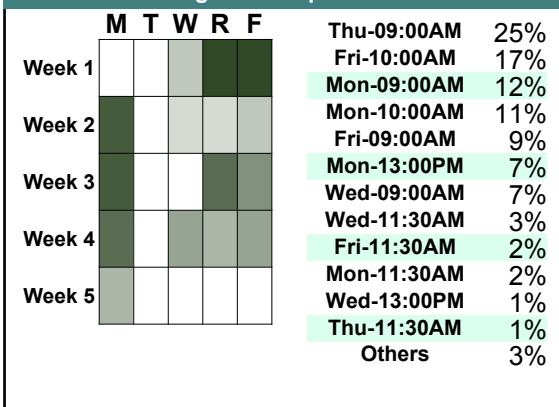 M T W R F
Week 1
Week 2
Week 3
Week 4
Week 5
Thu-09:00AM 25%
Fri-10:00AM 17%
Mon-09:00AM 12%
Mon-10:00AM 11%
Fri-09:00AM 9%
Mon-13:00PM 7%
Wed-09:00AM 7%
Wed-11:30AM 3%
Fri-11:30AM 2%
Mon-11:30AM 2%
Wed-13:00PM 1%
Thu-11:30AM 1%
Others 3%